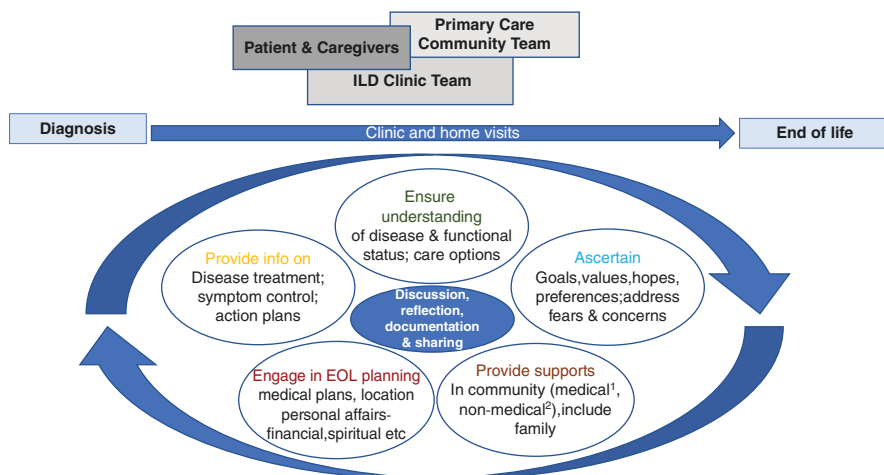 Primary Care
Community Team
Patient & Caregivers
ILD Clinic Team
Diagnosis
Clinic and home visits
End of life
Ensure
understanding
of disease & functional
status; care options
Provide info on
Disease treatment;
symptom control;
action plans
Ascertain
Goals,values,hopes,
preferences;address
fears & concerns
Discussion,
reflection,
documentation
& sharing
Engage in EOL planning
medical plans, location
personal affairs-
financial,spiritual etc
Provide supports
In community (medical¹,
non-medical²),include
family